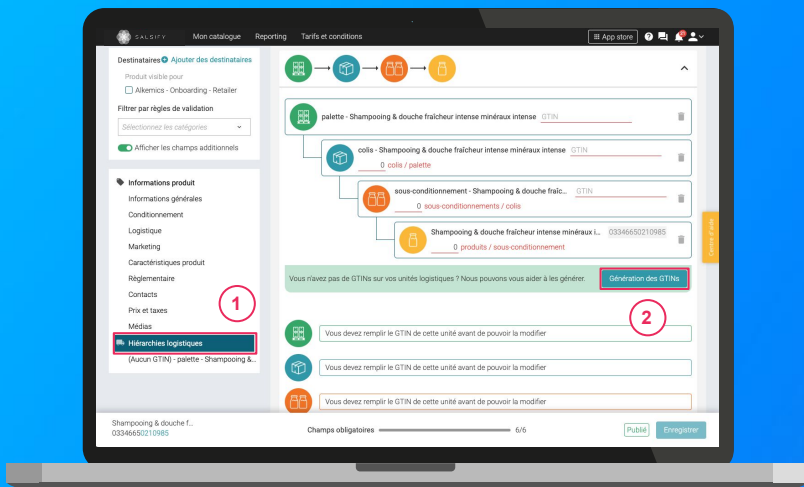 SALSIFY Mon catalogue Reporting Tarifs et conditions App store
Destinataires Ajouter des destinataires
Produit visible pour
Alkemics - Onboarding - Retailer
Filtrer par règles de validation
Sélectionnez les catégories
Afficher les champs additionnels
Informations produit
Informations générales
Conditionnement
Logistique
Marketing
Caractéristiques produit
Règlementaire
Contacts
Prix et taxes
Médias
Hiérarchies logistiques
(Aucun GTIN) - palette - Shampooing &..
1
palette - Shampooing & douche fraîcheur intense minéraux intense GTIN
colis - Shampooing & douche fraîcheur intense minéraux intense GTIN
0 colis / palette
sous-conditionnement - Shampooing & douche fraîc... GTIN
0 sous-conditionnements / colis
Shampooing & douche fraîcheur intense minéraux i... 03346650210985
0 produits / sous-conditionnement
Centre d'aide
Vous n'avez pas de GTINs sur vos unités logistiques ? Nous pouvons vous aider à les générer. Génération des GTINs
2
Vous devez remplir le GTIN de cette unité avant de pouvoir la modifier
Vous devez remplir le GTIN de cette unité avant de pouvoir la modifier
Vous devez remplir le GTIN de cette unité avant de pouvoir la modifier
Shampooing & douche f...
03346650210985
Champs obligatoires 6/6
Publié Enregistrer